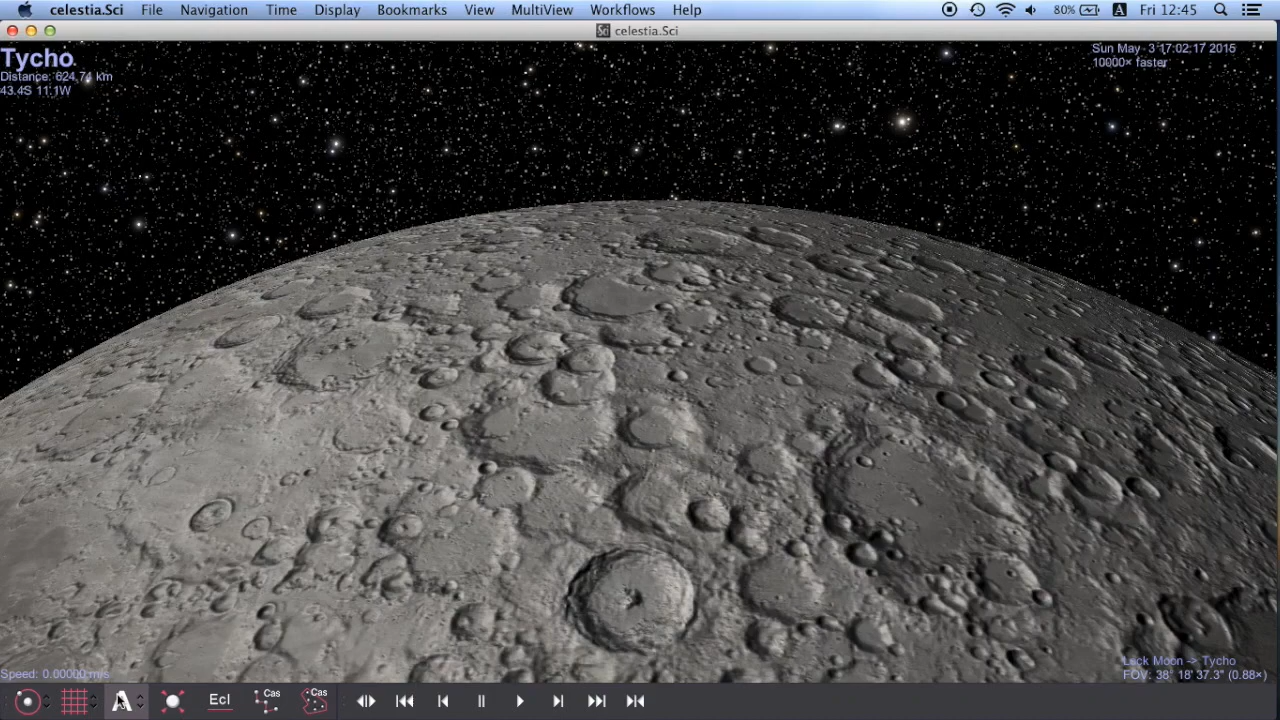 celestia.Sci File Navigation Time Display Bookmarks View MultiView Workflows Help 80% A Fri 12:45
Sci celestia.Sci
Tycho
Distance: 624.74 km
43.4S 11.1W
Sun May 3 17:02:17 2015
10000× faster
Speed: 0.00000 m/s
Lock Moon -> Tycho
FOV: 38° 18' 37.3" (0.88×)
A Ecl Cas Cas